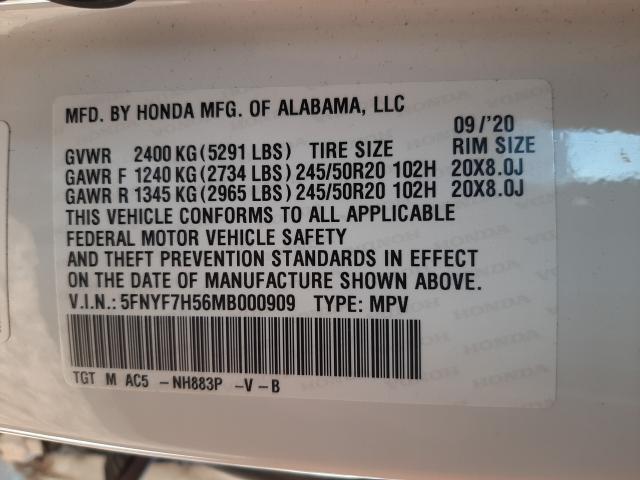 MFD. BY HONDA MFG. OF ALABAMA, LLC
09/'20
GVWR 2400 KG (5291 LBS) TIRE SIZE RIM SIZE
GAWR F 1240 KG (2734 LBS) 245/50R20 102H 20X8.0J
GAWR R 1345 KG (2965 LBS) 245/50R20 102H 20X8.0J
THIS VEHICLE CONFORMS TO ALL APPLICABLE
FEDERAL MOTOR VEHICLE SAFETY
AND THEFT PREVENTION STANDARDS IN EFFECT
ON THE DATE OF MANUFACTURE SHOWN ABOVE.
V.I.N.: 5FNYF7H56MB000909 TYPE: MPV
TGT M AC5 -NH883P -V-B